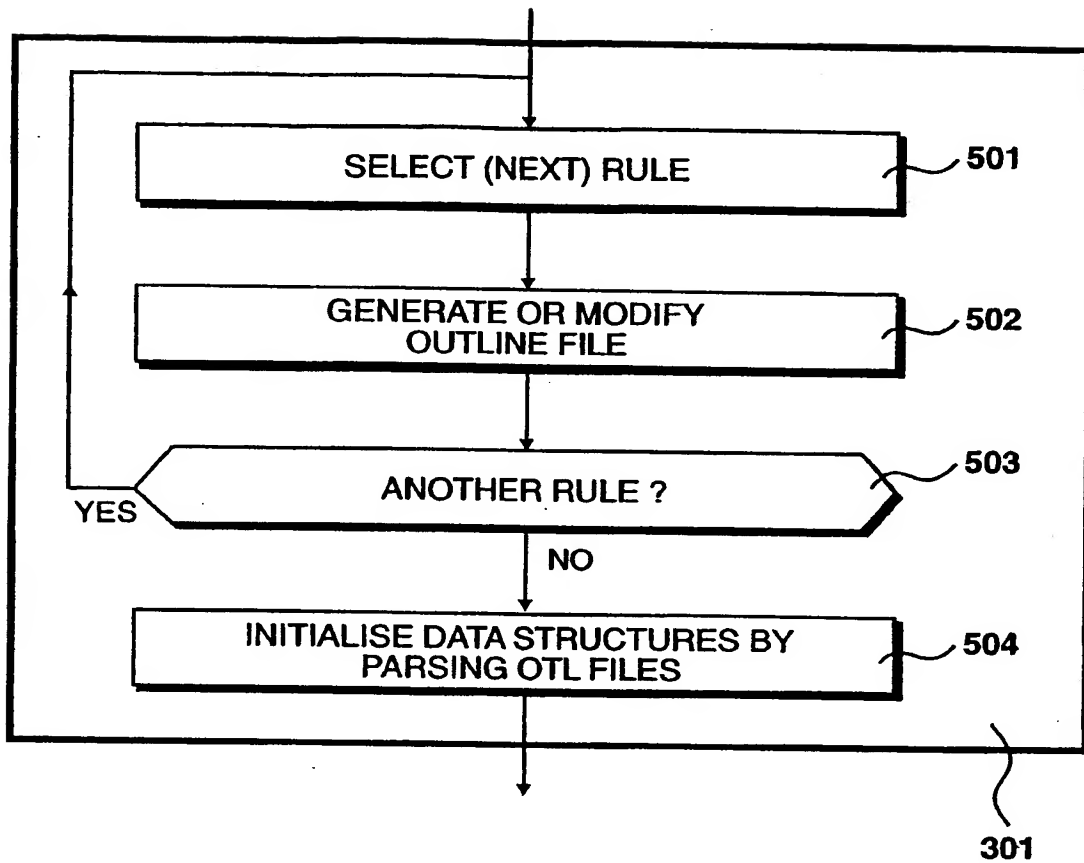 SELECT (NEXT) RULE
501
GENERATE OR MODIFY
OUTLINE FILE
502
ANOTHER RULE ?
503
YES
NO
INITIALISE DATA STRUCTURES BY
PARSING OTL FILES
504
301